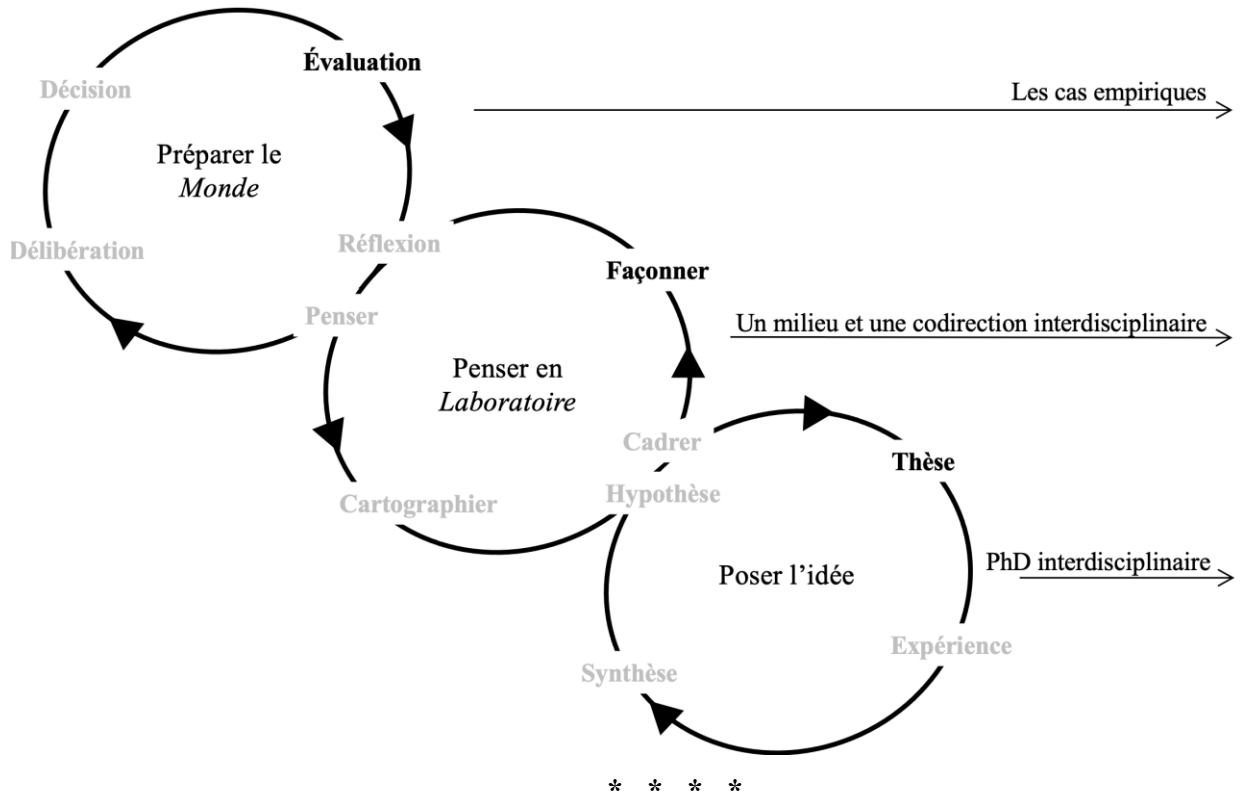 Évaluation
Décision
Les cas empiriques
Préparer le
Monde
Délibération
Réflexion
Façonner
Penser
Un milieu et une codirection interdisciplinaire
Penser en
Laboratoire
Cadrer
Thèse
Cartographier
Hypothèse
Poser l’idée
PhD interdisciplinaire
Expérience
Synthèse
* * * *